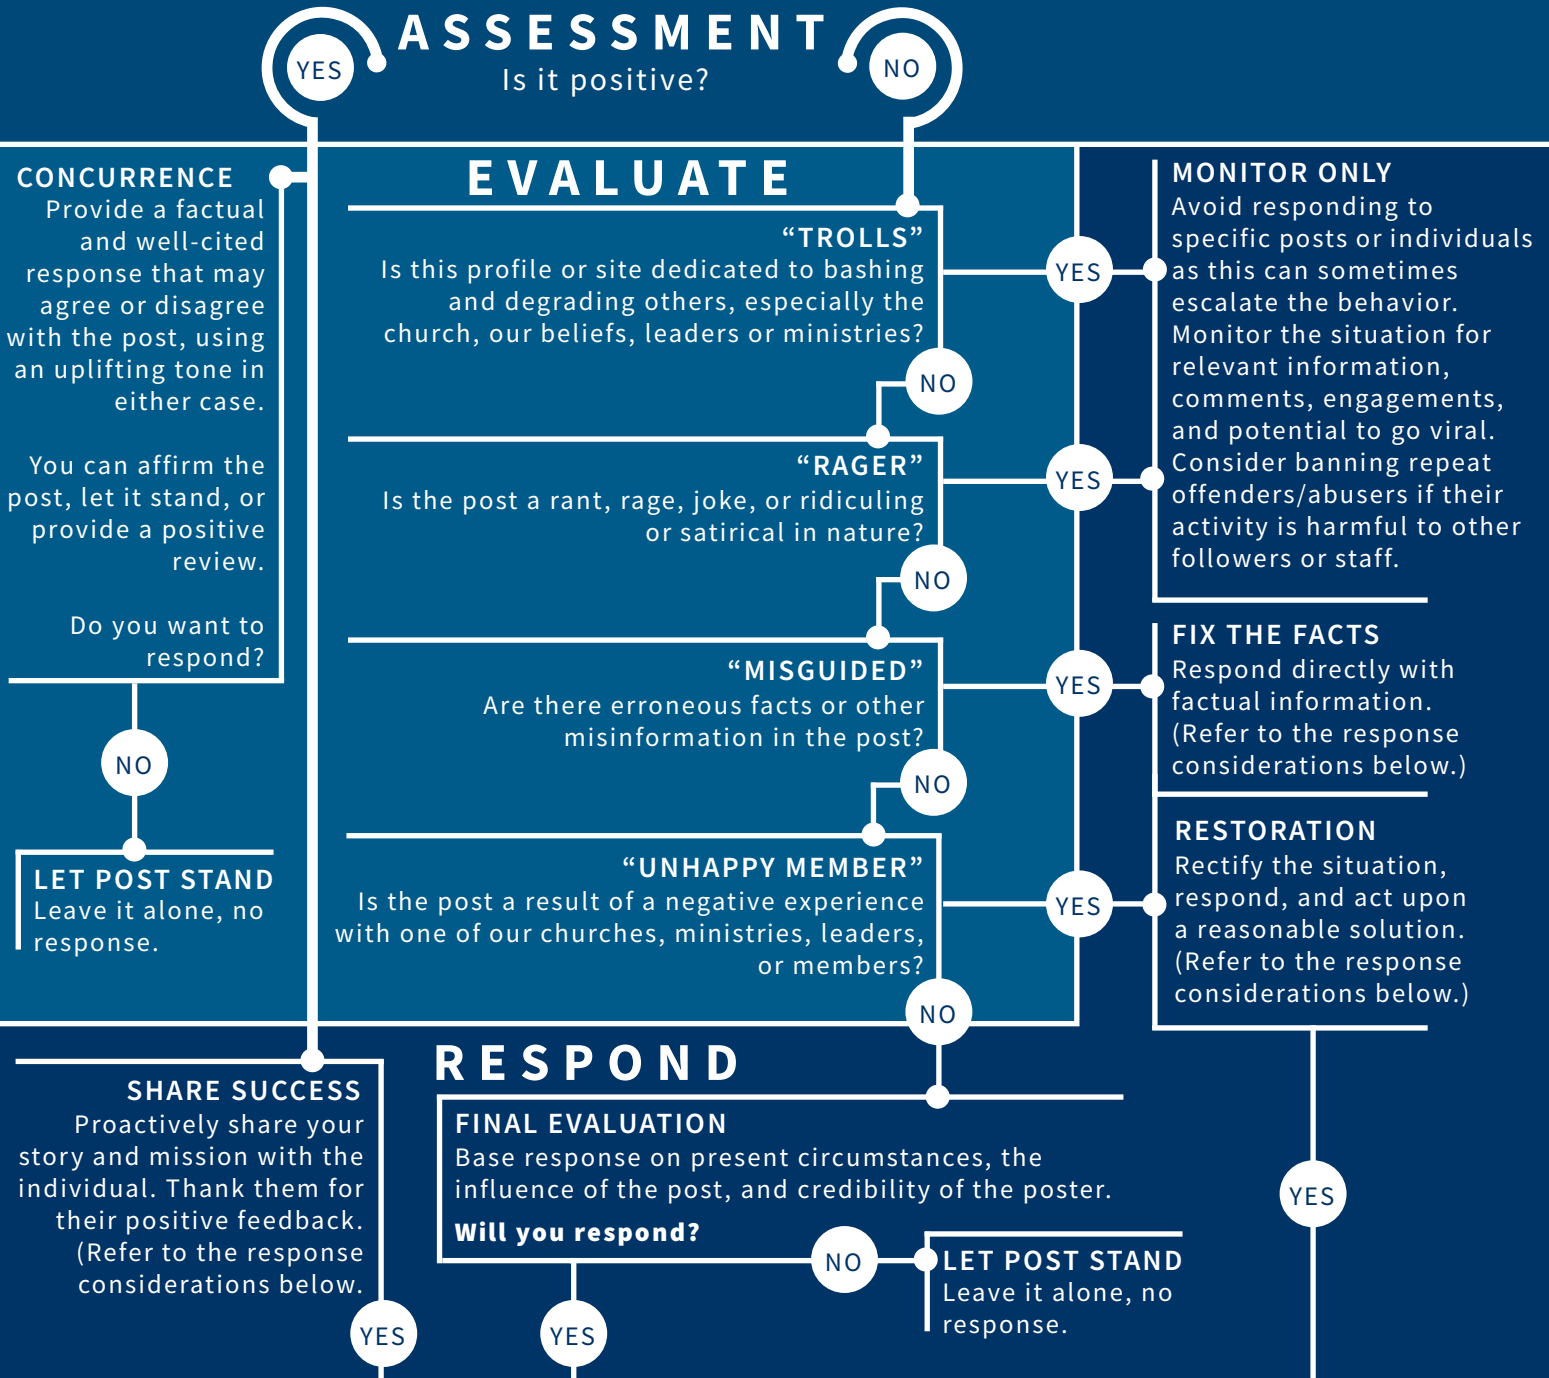 ASSESSMENT
Is it positive?
YES
NO
CONCURRENCE
Provide a factual
and well-cited
response that may
agree or disagree
with the post, using
an uplifting tone in
either case.
You can affirm the
post, let it stand, or
provide a positive
review.
Do you want to
respond?
NO
LET POST STAND
Leave it alone, no
response.
EVALUATE
“TROLLS”
Is this profile or site dedicated to bashing
and degrading others, especially the
church, our beliefs, leaders or ministries?
YES
NO
“RAGER”
Is the post a rant, rage, joke, or ridiculing
or satirical in nature?
YES
NO
“MISGUIDED”
Are there erroneous facts or other
misinformation in the post?
YES
NO
“UNHAPPY MEMBER”
Is the post a result of a negative experience
with one of our churches, ministries, leaders,
or members?
YES
NO
MONITOR ONLY
Avoid responding to
specific posts or individuals
as this can sometimes
escalate the behavior.
Monitor the situation for
relevant information,
comments, engagements,
and potential to go viral.
Consider banning repeat
offenders/abusers if their
activity is harmful to other
followers or staff.
FIX THE FACTS
Respond directly with
factual information.
(Refer to the response
considerations below.)
RESTORATION
Rectify the situation,
respond, and act upon
a reasonable solution.
(Refer to the response
considerations below.)
YES
SHARE SUCCESS
Proactively share your
story and mission with the
individual. Thank them for
their positive feedback.
(Refer to the response
considerations below.
YES
RESPOND
FINAL EVALUATION
Base response on present circumstances, the
influence of the post, and credibility of the poster.
Will you respond?
NO
YES
LET POST STAND
Leave it alone, no
response.